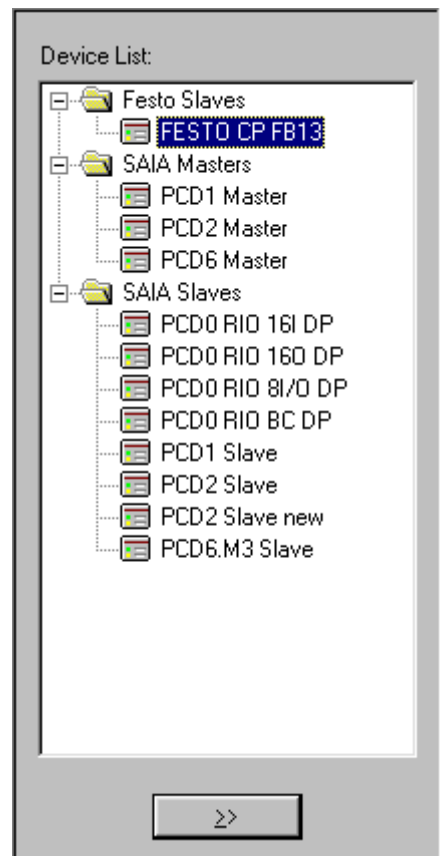 Device List:
Festo Slaves
FESTO CP FB13
SAIA Masters
PCD1 Master
PCD2 Master
PCD6 Master
SAIA Slaves
PCD0 RIO 16I DP
PCD0 RIO 16O DP
PCD0 RIO 8I/O DP
PCD0 RIO BC DP
PCD1 Slave
PCD2 Slave
PCD2 Slave new
PCD6.M3 Slave
>>